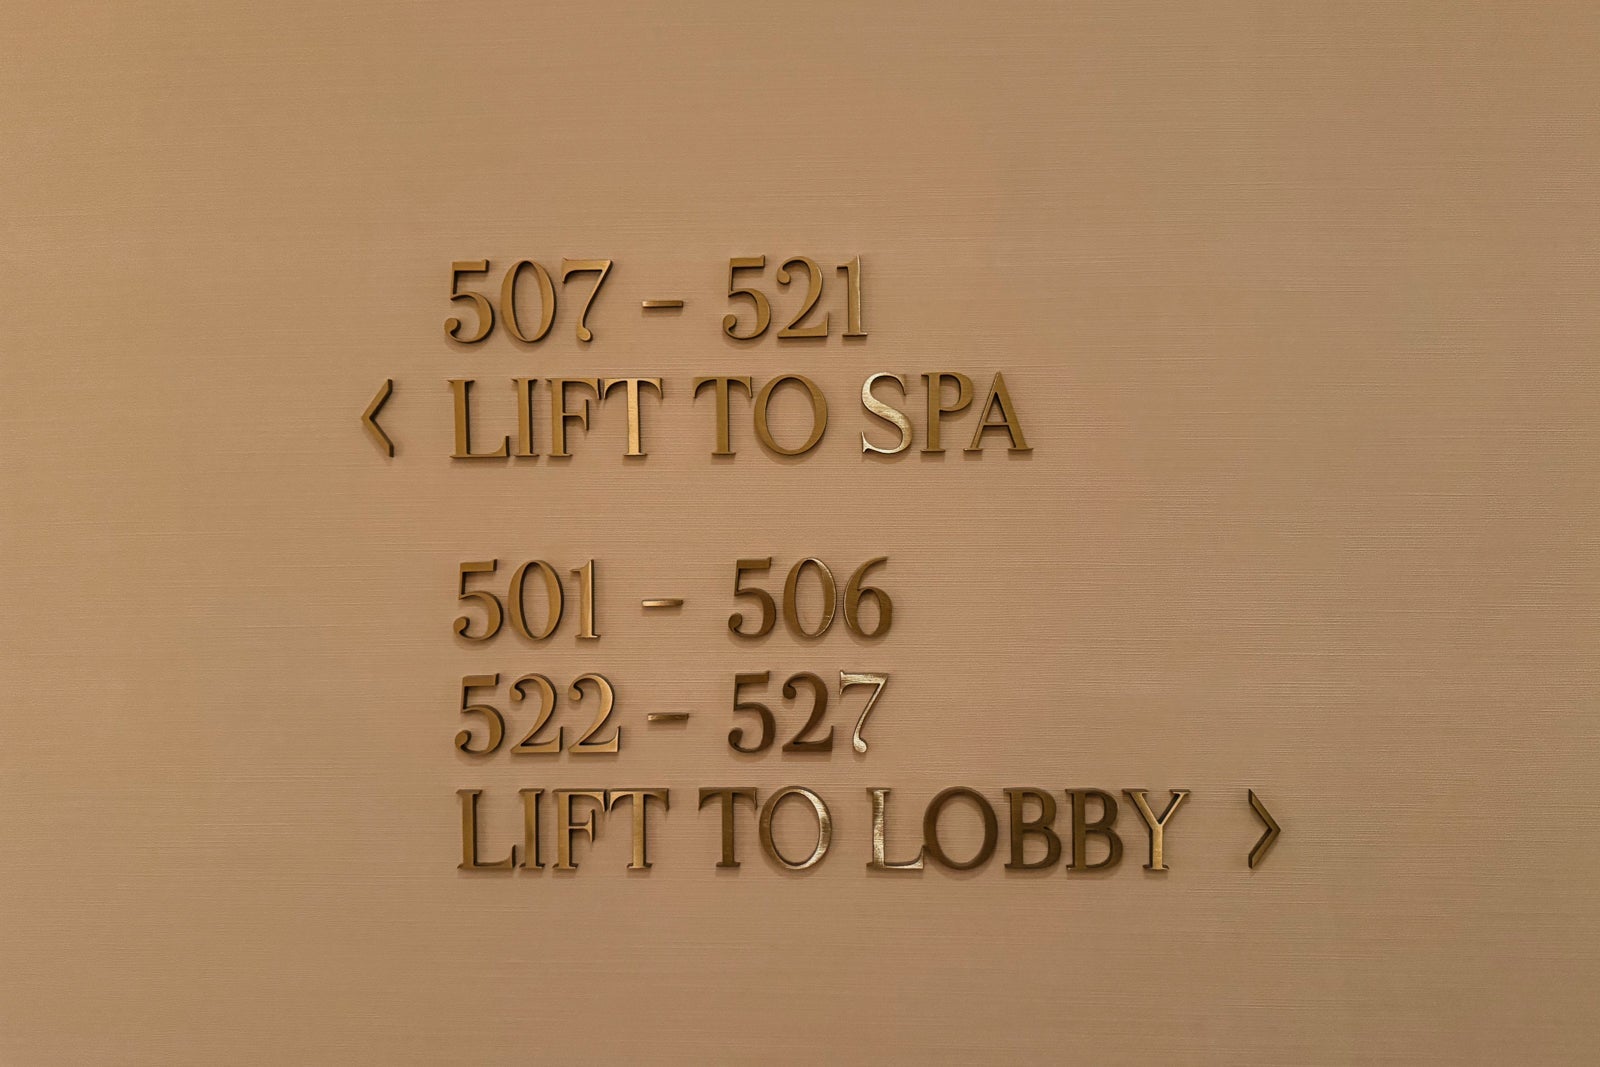 507 - 521
< LIFT TO SPA
501 - 506
522 - 527
LIFT TO LOBBY >